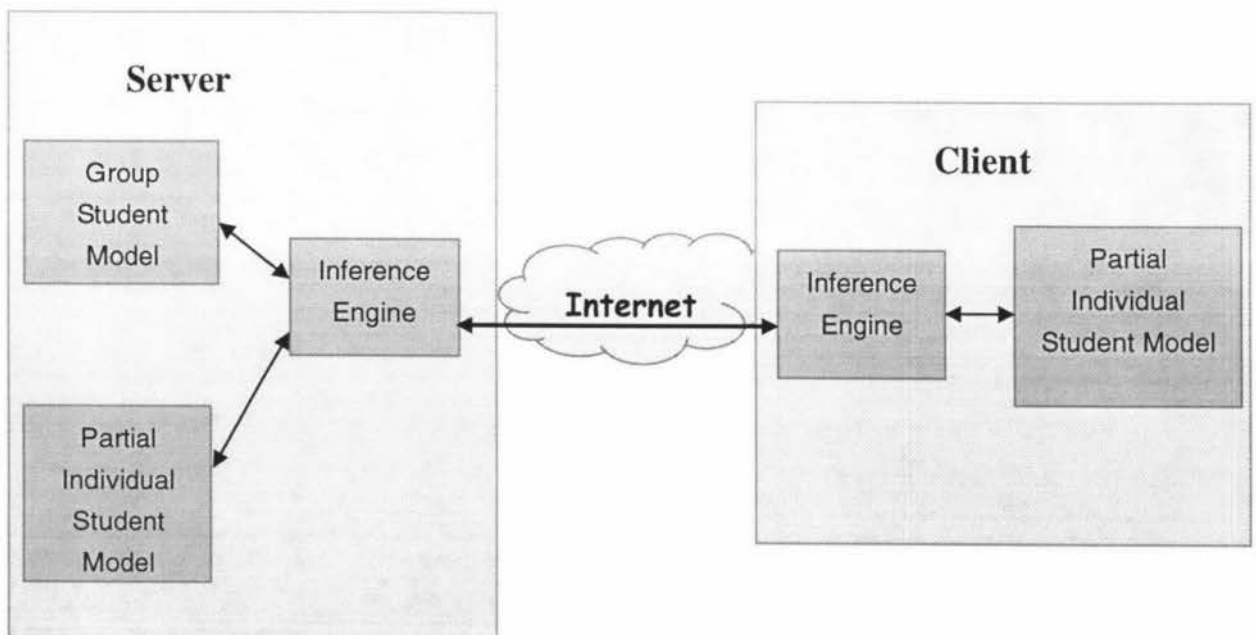 Server
Group
Student
Model
Inference
Engine
Partial
Individual
Student
Model
Internet
Client
Inference
Engine
Partial
Individual
Student Model